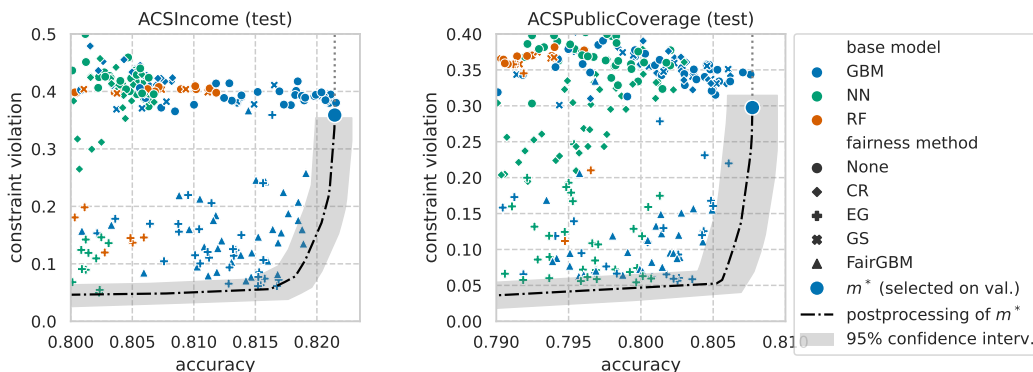 ACSIncome (test)
constraint violation
0.5
0.4
0.3
0.2
0.1
0.0
0.800
0.805
0.810
0.815
0.820
accuracy
ACSPublicCoverage (test)
constraint violation
0.40
0.35
0.30
0.25
0.20
0.15
0.10
0.05
0.00
0.790
0.795
0.800
0.805
0.810
accuracy
base model
GBM
NN
RF
fairness method
None
CR
EG
GS
FairGBM
m* (selected on val.)
postprocessing of m*
95% confidence interv.